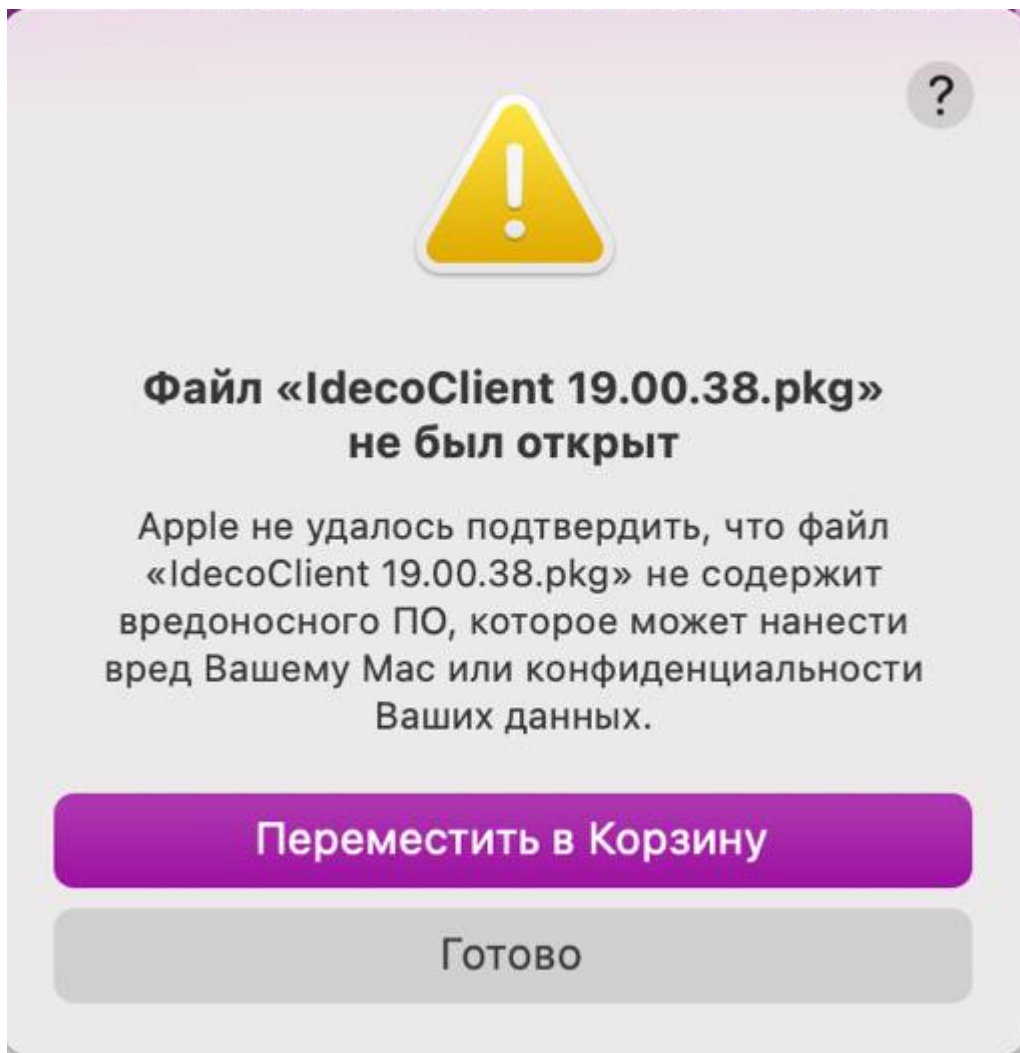 ?
Файл «IdecoClient 19.00.38.pkg»
не был открыт
Apple не удалось подтвердить, что файл
«IdecoClient 19.00.38.pkg» не содержит
вредоносного ПО, которое может нанести
вред Вашему Mac или конфиденциальности
Ваших данных.
Переместить в Корзину
Готово